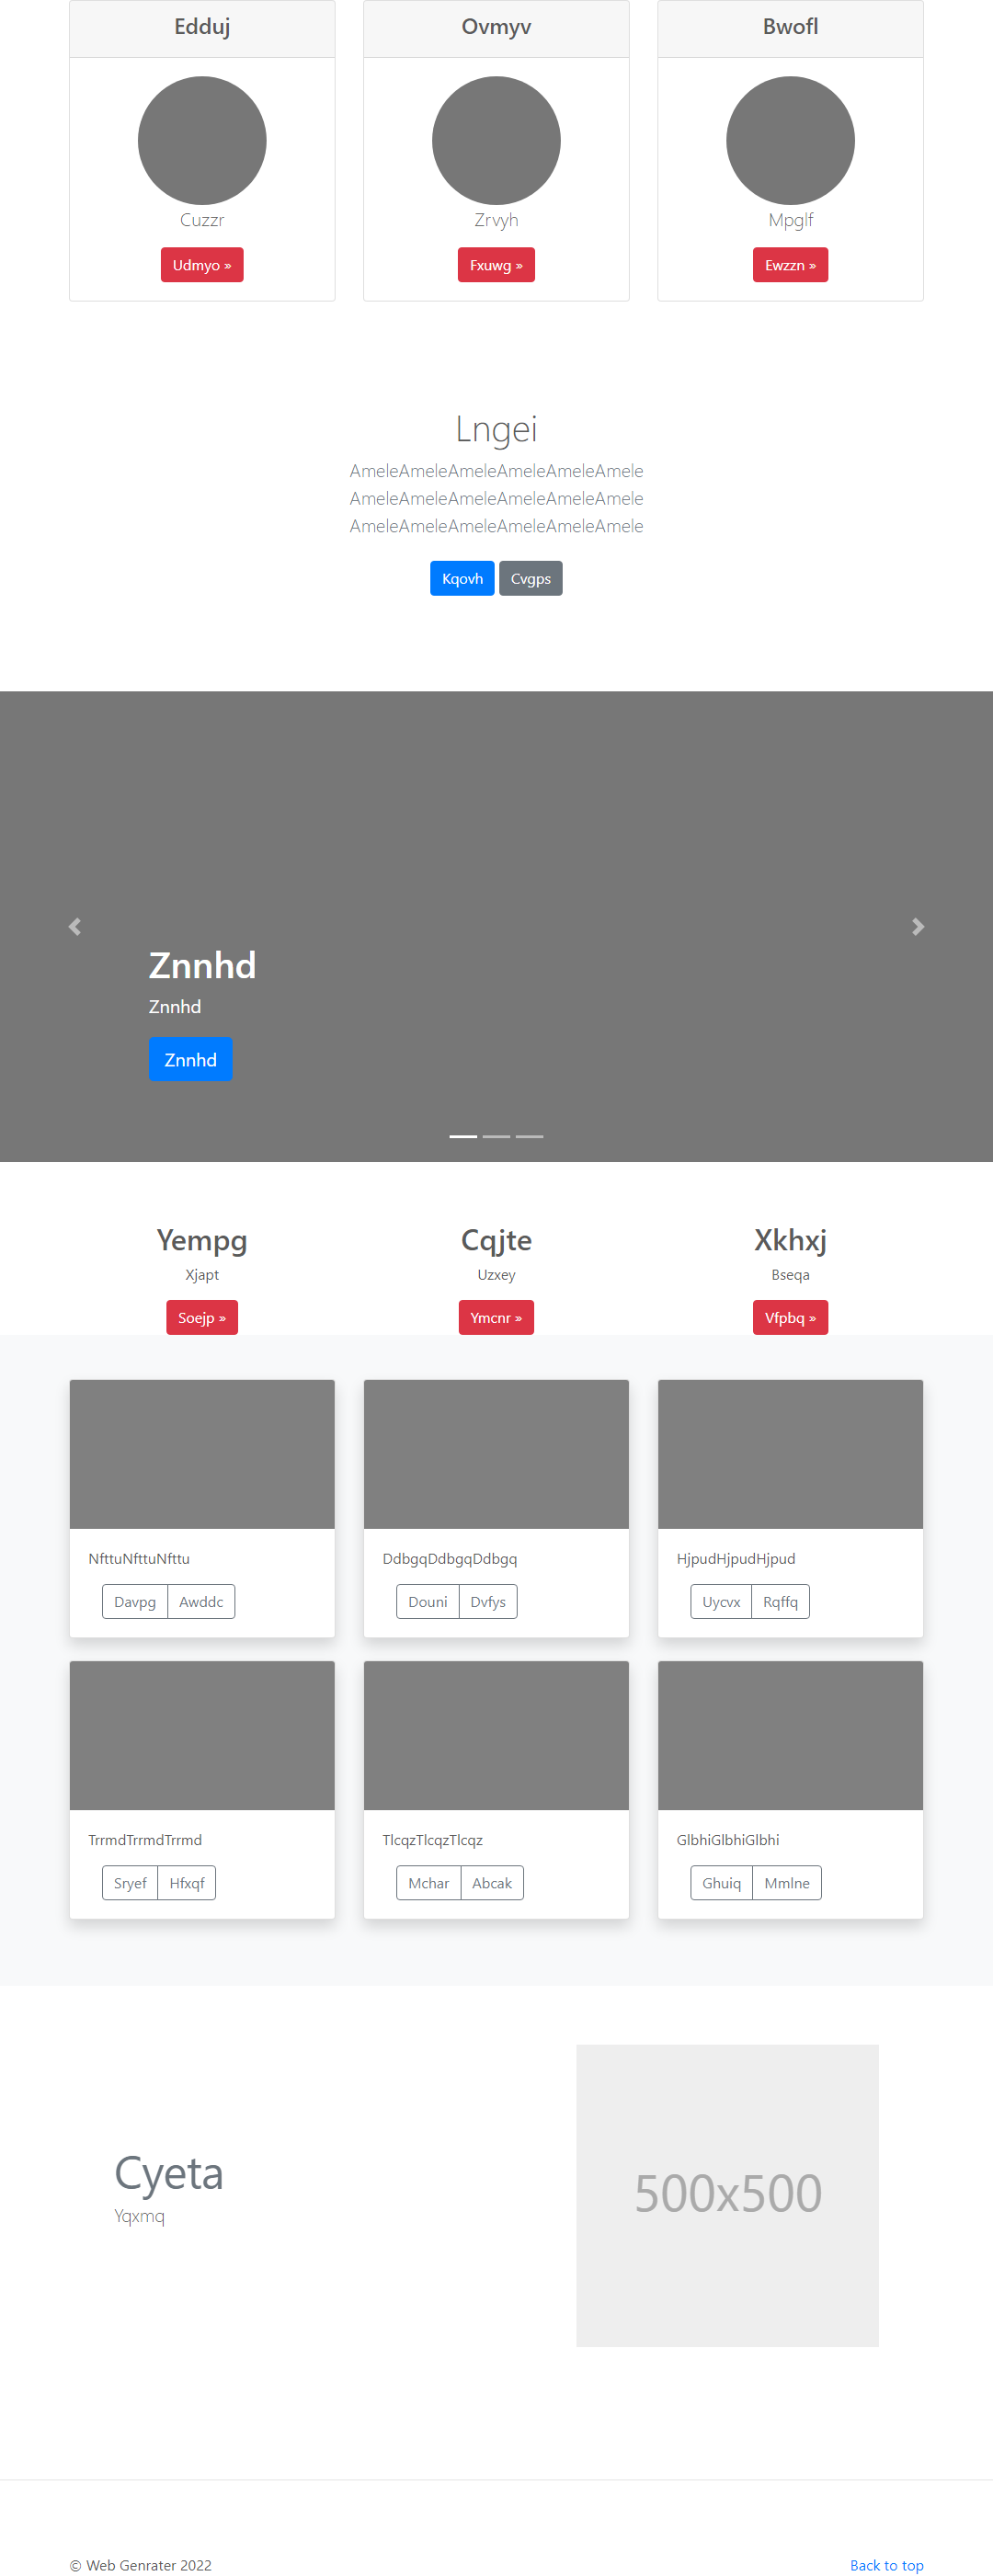 Edduj Ovmyv Bwofl
Cuzzr Zrvyh Mpglf
Udmyo » Fxuwg » Ewzzn »
Lngei
AmeleAmeleAmeleAmeleAmeleAmele
AmeleAmeleAmeleAmeleAmeleAmele
AmeleAmeleAmeleAmeleAmeleAmele
Kqovh Cvgps
Znnhd
Znnhd
Znnhd
Yempg Cqjte Xkhxj
Xjapt Uzxey Bseqa
Soejp » Ymcnr » Vfpbq »
NfttuNfttuNfttu DdbgqDdbgqDdbgq HjpudHjpudHjpud
Davpg Awddc Douni Dvfys Uycvx Rqffq
TrrmdTrrmdTrrmd TlcqzTlcqzTlcqz GlbhiGlbhiGlbhi
Sryef Hfxqf Mchar Abcak Ghuiq Mmlne
Cyeta
Yqxmq
500x500
© Web Genrater 2022 Back to top